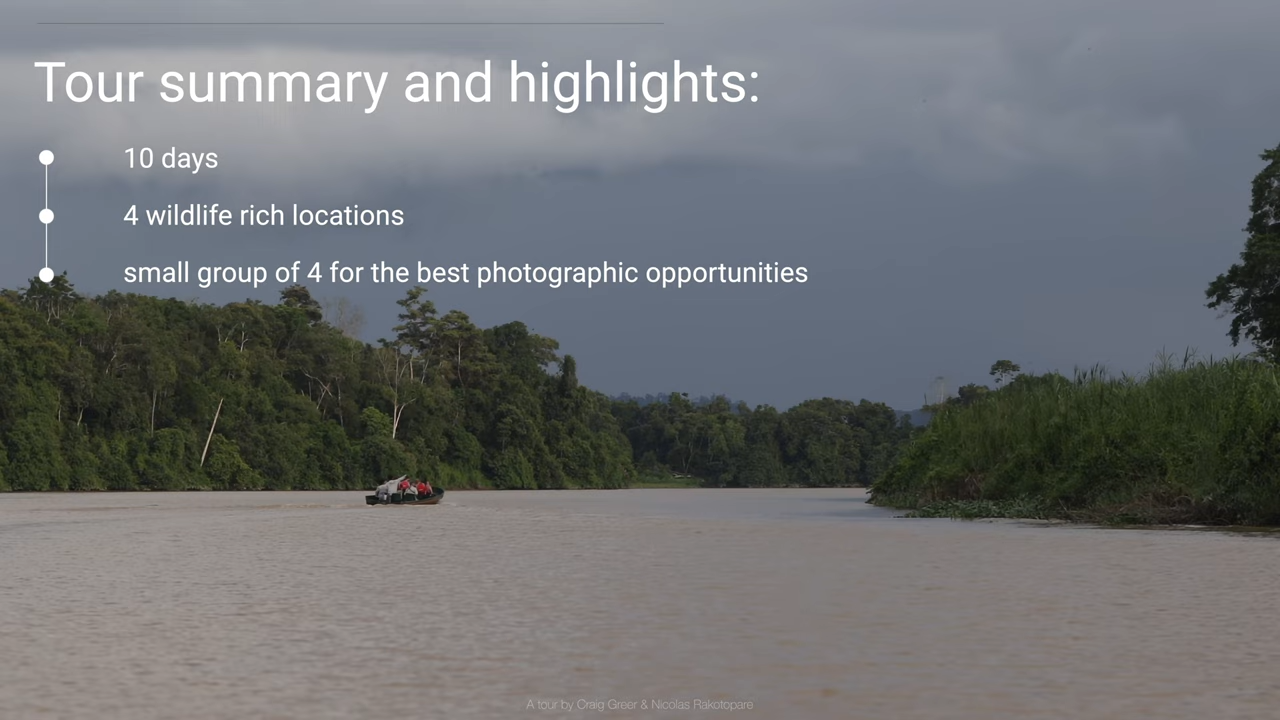 Tour summary and highlights:
10 days
4 wildlife rich locations
small group of 4 for the best photographic opportunities
A tour by Craig Greer & Nicolas Rakotopare